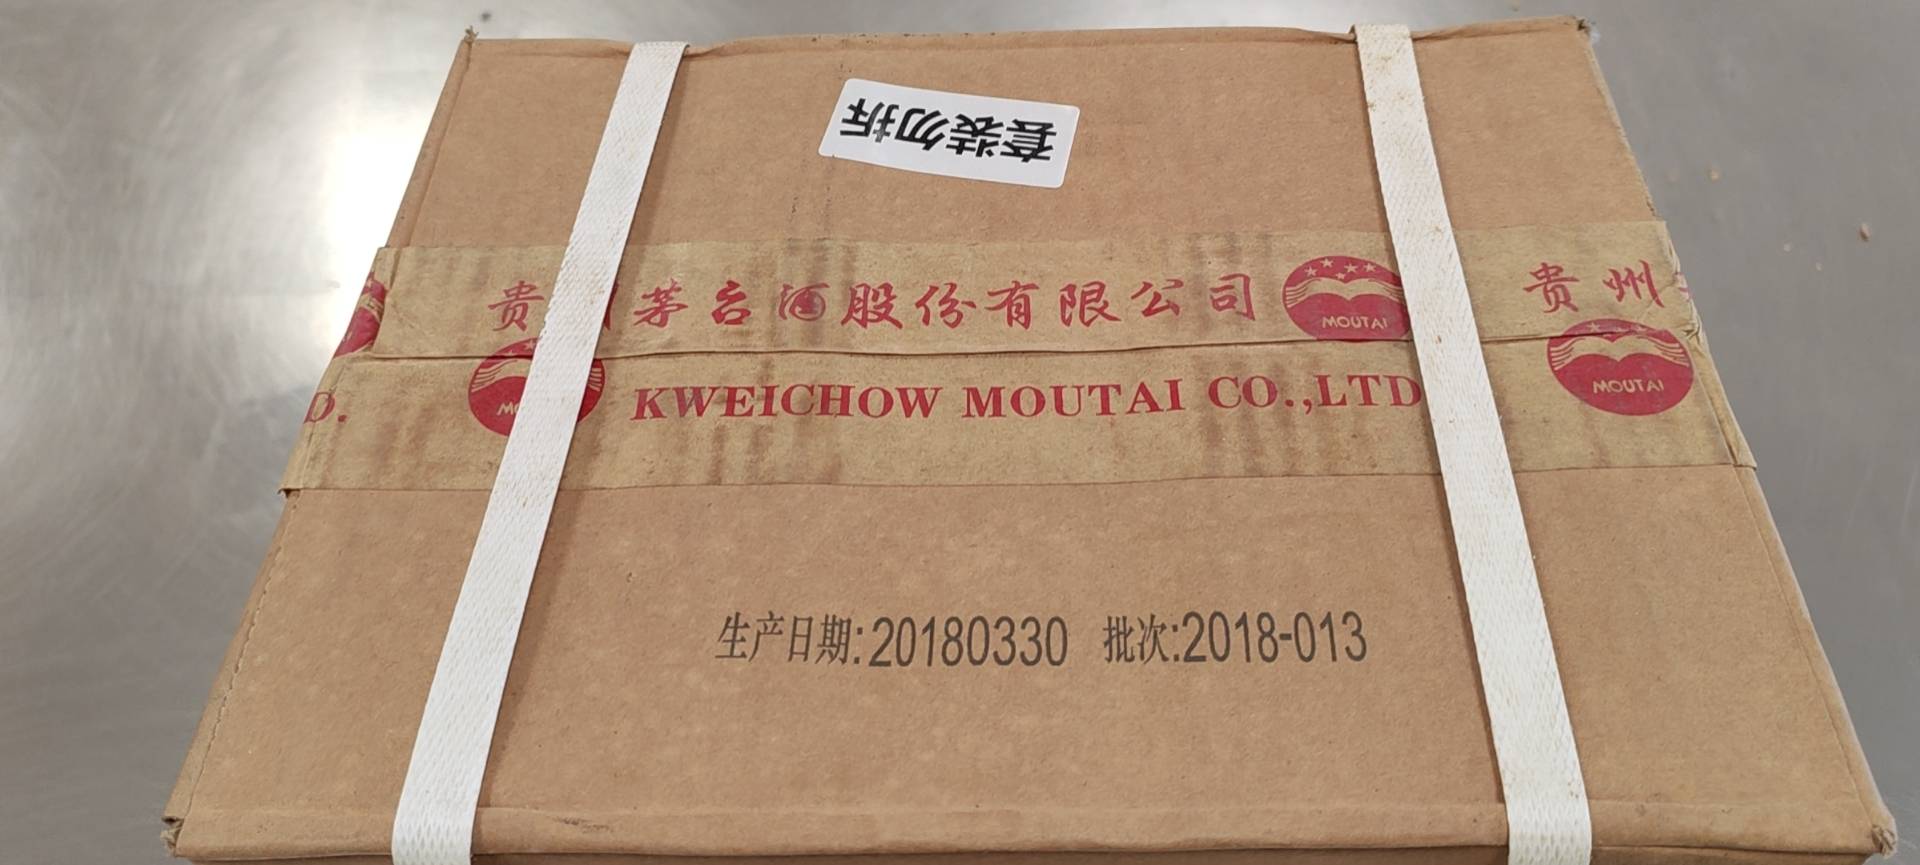 套装勿拆
贵州茅台酒股份有限公司 MOUTAI 贵州
D. MOUTAI KWEICHOW MOUTAI CO.,LTD MOUTAI
生产日期:20180330 批次:2018-013